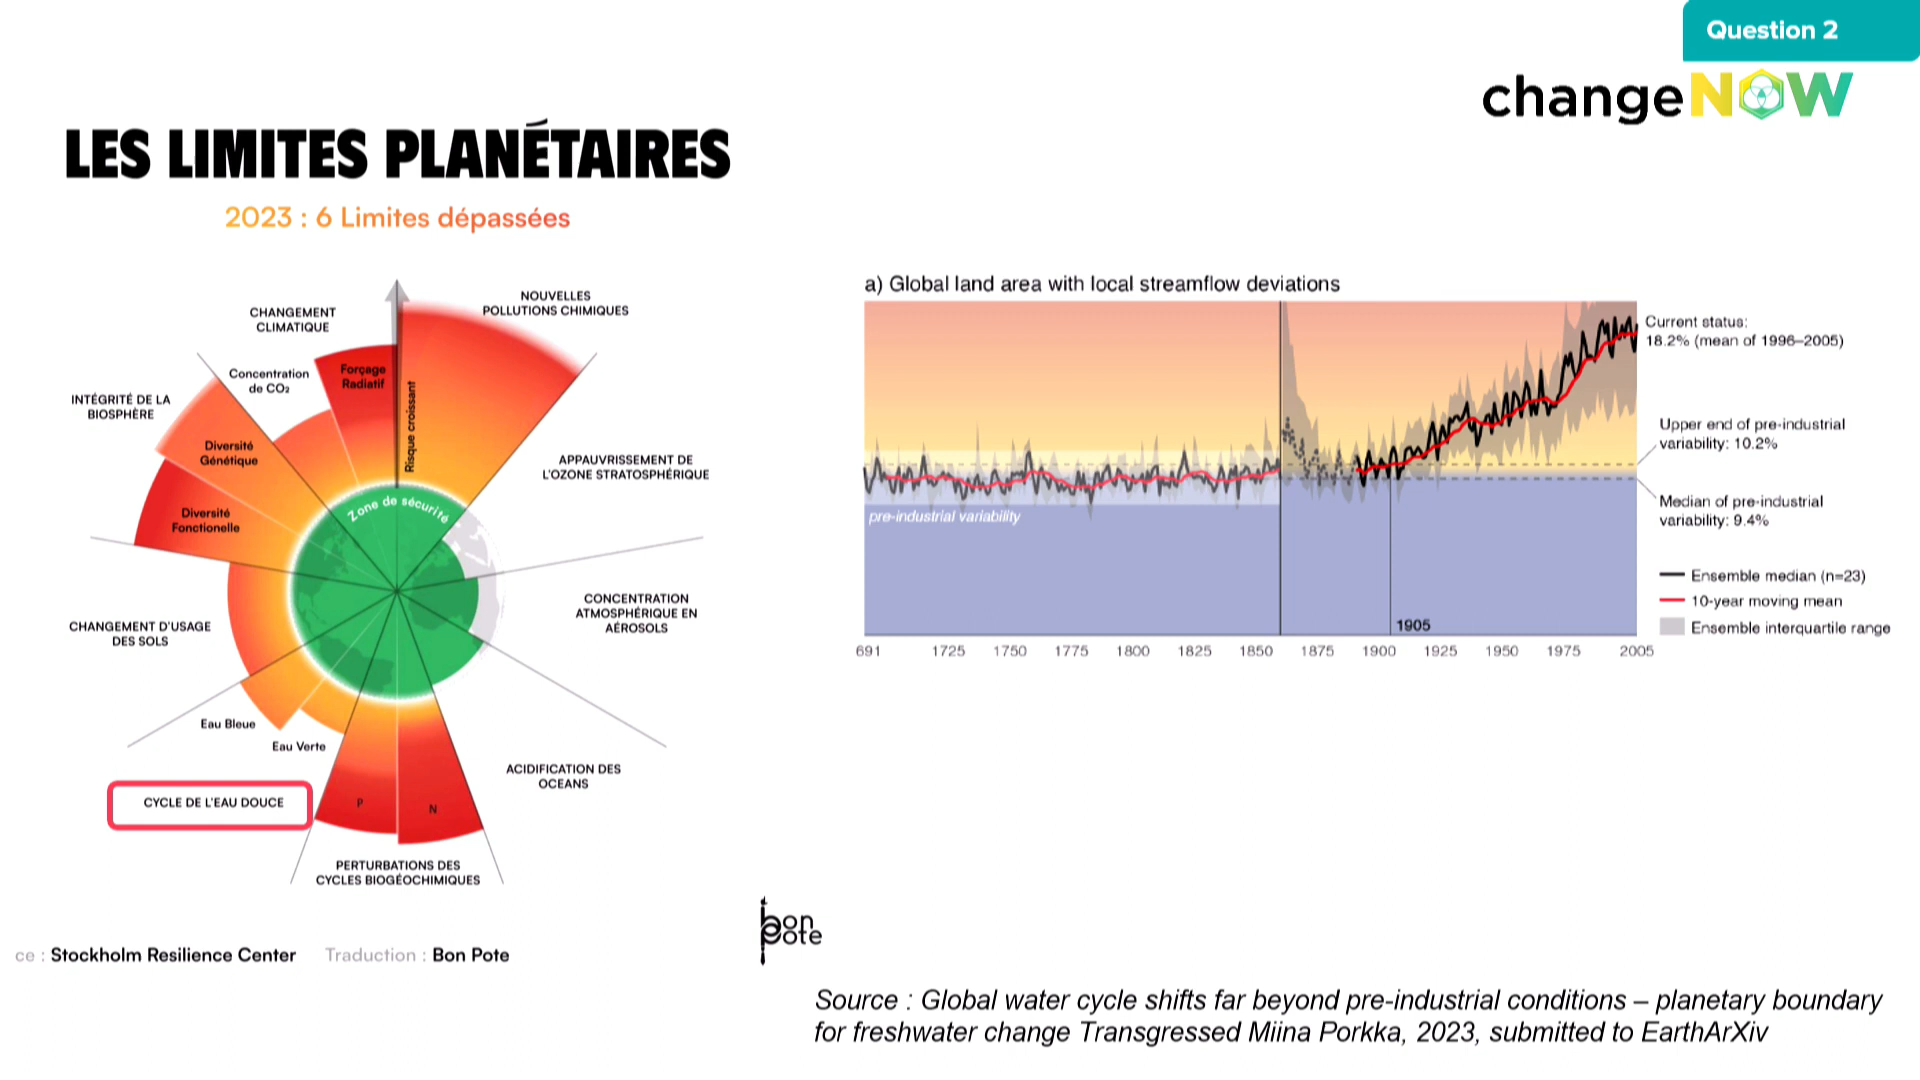 Question 2
changeNOW
LES LIMITES PLANÉTAIRES
2023 : 6 Limites dépassées
CHANGEMENT
CLIMATIQUE
NOUVELLES
POLLUTIONS CHIMIQUES
Concentration
de CO₂
Forçage
Radiatif
Risque croissant
INTÉGRITÉ DE LA
BIOSPHÈRE
Diversité
Génétique
APPAUVRISSEMENT DE
L'OZONE STRATOSPHÉRIQUE
Zone de sécurité
Diversité
Fonctionelle
CONCENTRATION
ATMOSPHÉRIQUE EN
AÉROSOLS
CHANGEMENT D'USAGE
DES SOLS
Eau Bleue
Eau Verte
ACIDIFICATION DES
OCEANS
CYCLE DE L'EAU DOUCE
P
N
PERTURBATIONS DES
CYCLES BIOGÉOCHIMIQUES
ce : Stockholm Resilience Center Traduction : Bon Pote
bon
pote
a) Global land area with local streamflow deviations
Current status:
18.2% (mean of 1996–2005)
Upper end of pre-industrial
variability: 10.2%
Median of pre-industrial
variability: 9.4%
pre-industrial variability
Ensemble median (n=23)
10-year moving mean
Ensemble interquartile range
1905
691 1725 1750 1775 1800 1825 1850 1875 1900 1925 1950 1975 2005
Source : Global water cycle shifts far beyond pre-industrial conditions – planetary boundary
for freshwater change Transgressed Miina Porkka, 2023, submitted to EarthArXiv